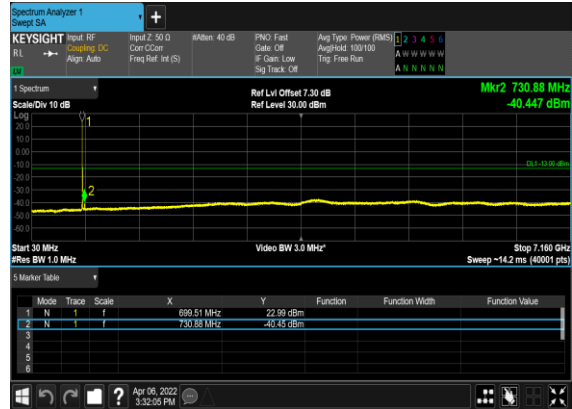 Spectrum Analyzer 1
Swept SA
+
KEYSIGHT Input: RF Input Z: 50 Ω #Atten: 40 dB PNO: Fast Avg Type: Power (RMS) 1 2 3 4 5 6
RL Coupling: DC Corr CCorr Gate: Off Avg|Hold: 100/100 A W W W W W
Align: Auto Freq Ref: Int (S) IF Gain: Low Trig: Free Run
Sig Track: Off A N N N N N
1 Spectrum Ref Lvl Offset 7.30 dB Mkr2 730.88 MHz
Scale/Div 10 dB Ref Level 30.00 dBm -40.447 dBm
Log
1
20.0
10.0
0.00
-10.0
DL1 -13.00 dBm
-20.0
-30.0
2
-40.0
-50.0
-60.0
Start 30 MHz Video BW 3.0 MHz* Stop 7.160 GHz
#Res BW 1.0 MHz Sweep ~14.2 ms (40001 pts)
5 Marker Table
Mode Trace Scale X Y Function Function Width Function Value
1 N 1 f 699.51 MHz 22.99 dBm
2 N 1 f 730.88 MHz -40.45 dBm
3
4
5
6
? Apr 06, 2022
3:32:05 PM